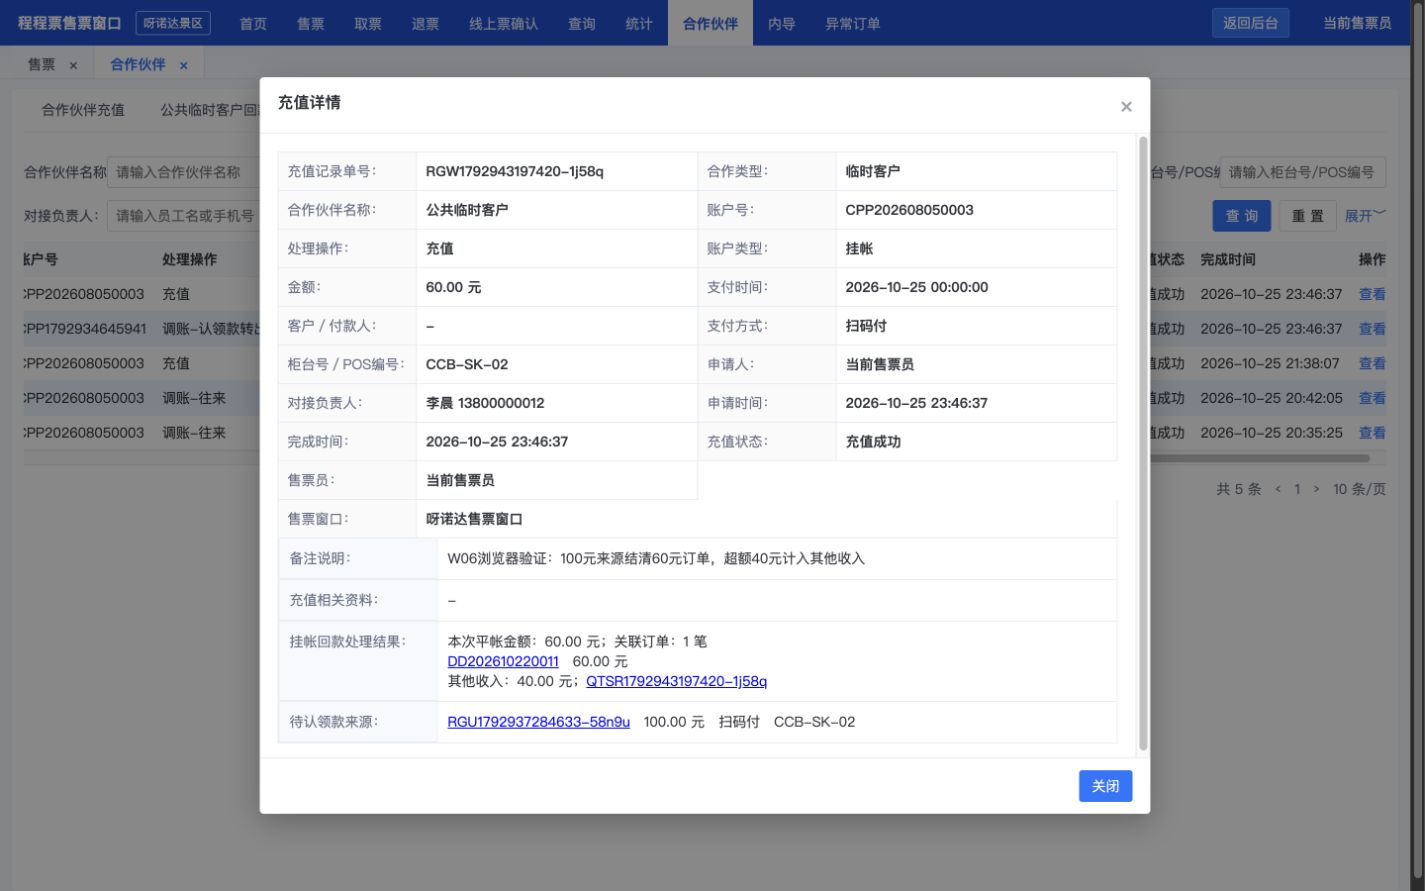 程程票售票窗口 呀诺达景区 首页 售票 取票 退票 线上票确认 查询 统计 合作伙伴 内导 异常订单 返回后台 当前售票员
售票 × 合作伙伴 ×
合作伙伴充值 公共临时客户回
充值详情 ×
合作伙伴名称 请输入合作伙伴名称 台号/POS编 请输入柜台号/POS编号
对接负责人： 请输入员工名或手机号 查 询 重 置 展开
账户号 处理操作 值状态 完成时间 操作
CPP202608050003 充值 值成功 2026-10-25 23:46:37 查看
CPP1792934645941 调账-认领款转出 值成功 2026-10-25 23:46:37 查看
CPP202608050003 充值 值成功 2026-10-25 21:38:07 查看
CPP202608050003 调账-往来 值成功 2026-10-25 20:42:05 查看
CPP202608050003 调账-往来 值成功 2026-10-25 20:35:25 查看
共 5 条 < 1 > 10 条/页
充值记录单号： RGW1792943197420-1j58q 合作类型： 临时客户
合作伙伴名称： 公共临时客户 账户号： CPP202608050003
处理操作： 充值 账户类型： 挂帐
金额： 60.00 元 支付时间： 2026-10-25 00:00:00
客户 / 付款人： - 支付方式： 扫码付
柜台号 / POS编号： CCB-SK-02 申请人： 当前售票员
对接负责人： 李晨 13800000012 申请时间： 2026-10-25 23:46:37
完成时间： 2026-10-25 23:46:37 充值状态： 充值成功
售票员： 当前售票员
售票窗口： 呀诺达售票窗口
备注说明： W06浏览器验证：100元来源结清60元订单，超额40元计入其他收入
充值相关资料： -
挂帐回款处理结果： 本次平帐金额：60.00 元；关联订单：1 笔
DD202610220011 60.00 元
其他收入：40.00 元；QTSR1792943197420-1j58q
待认领款来源： RGU1792937284633-58n9u 100.00 元 扫码付 CCB-SK-02
关闭